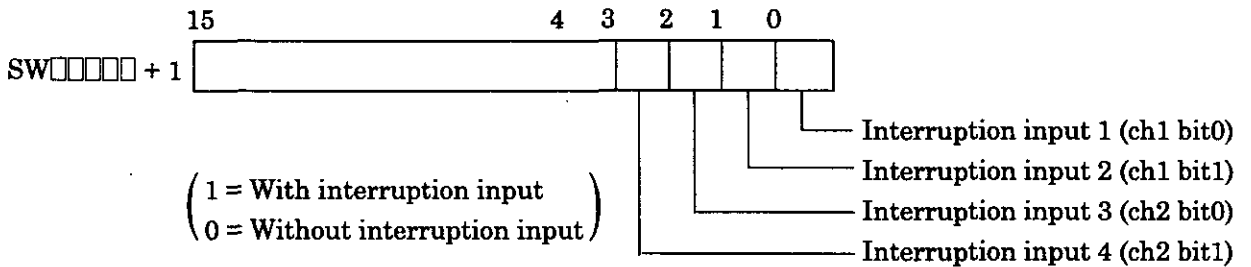 15 4 3 2 1 0
SW□□□□□ + 1
Interruption input 1 (ch1 bit0)
Interruption input 2 (ch1 bit1)
1 = With interruption input
Interruption input 3 (ch2 bit0)
0 = Without interruption input
Interruption input 4 (ch2 bit1)